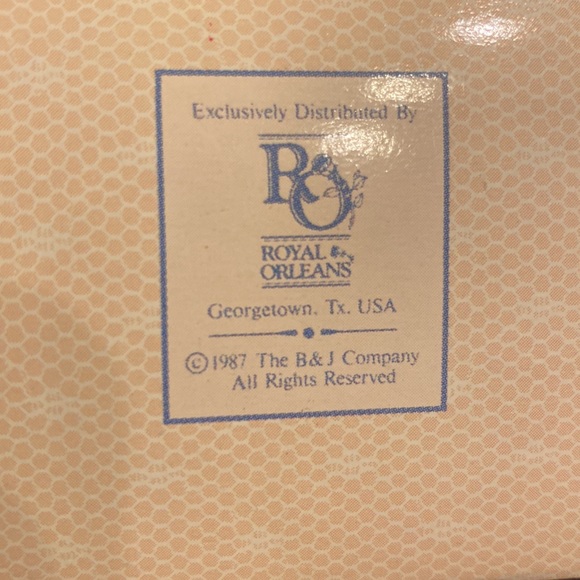 Exclusively Distributed By
RO
ROYAL
ORLEANS
Georgetown, Tx. USA
©1987 The B&J Company
All Rights Reserved